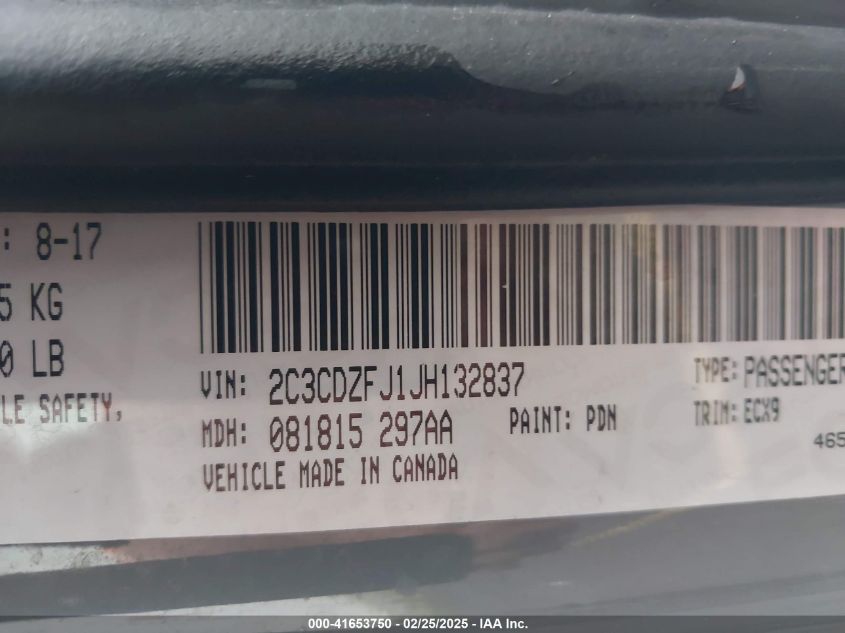 : 8-17
5 KG
0 LB
LE SAFETY,
VIN: 2C3CDZFJ1JH132837
TYPE: PASSENGER
MDH: 081815 297AA
PAINT: PDN
TRIM: ECX9
VEHICLE MADE IN CANADA
465
000-41653750 - 02/25/2025 - IAA Inc.